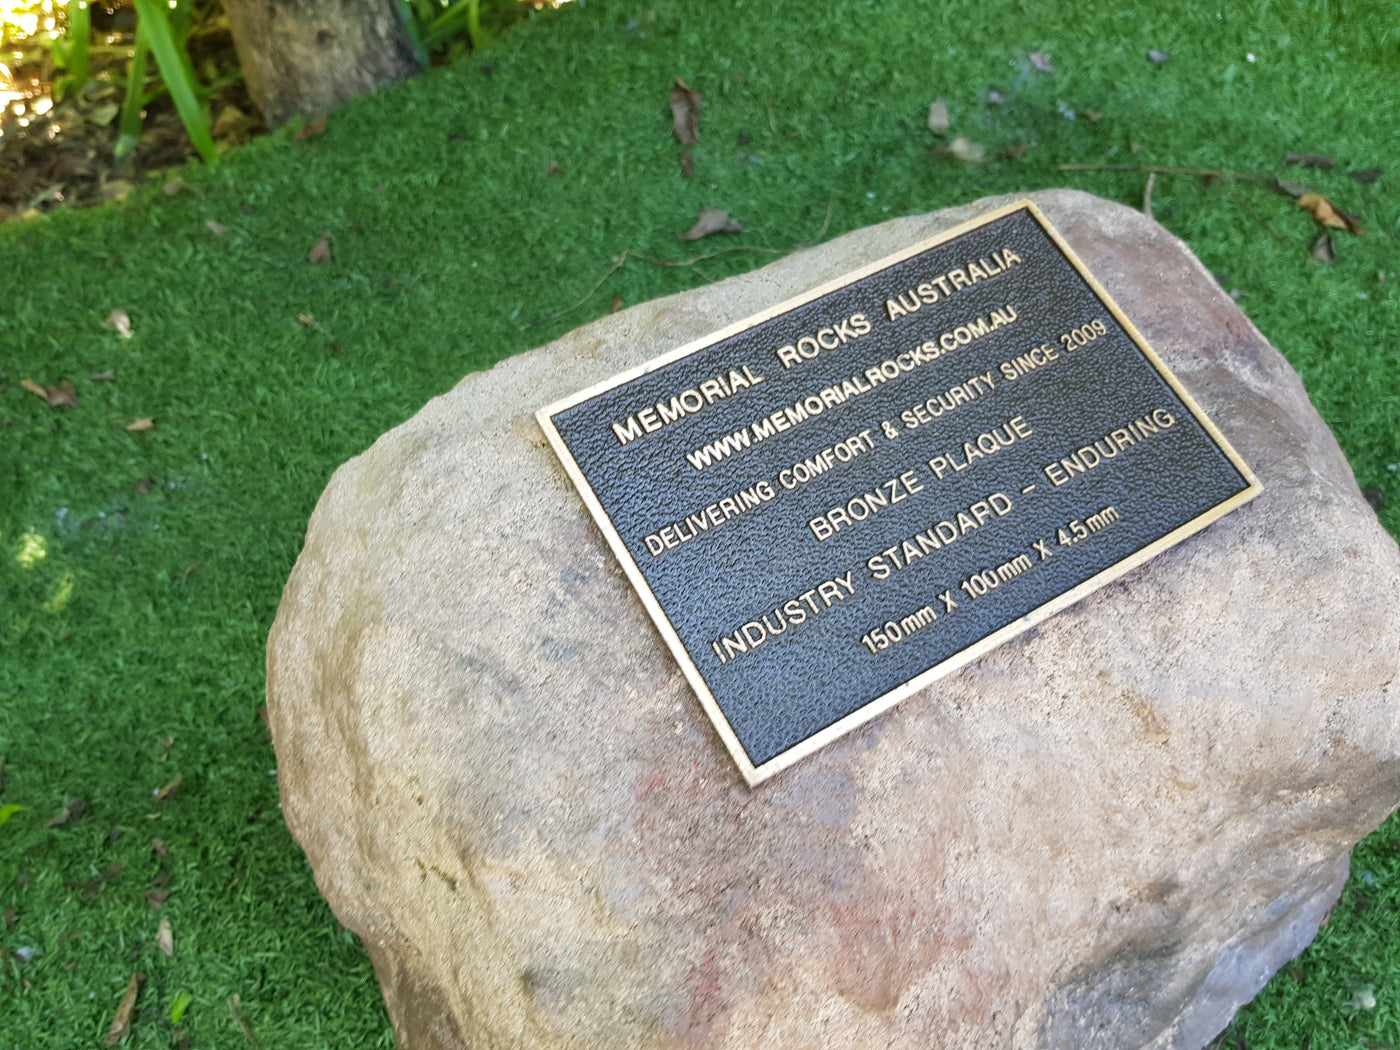 MEMORIAL ROCKS AUSTRALIA
WWW.MEMORIALROCKS.COM.AU
DELIVERING COMFORT & SECURITY SINCE 2009
BRONZE PLAQUE
INDUSTRY STANDARD - ENDURING
150mm X 100mm X 4.5mm